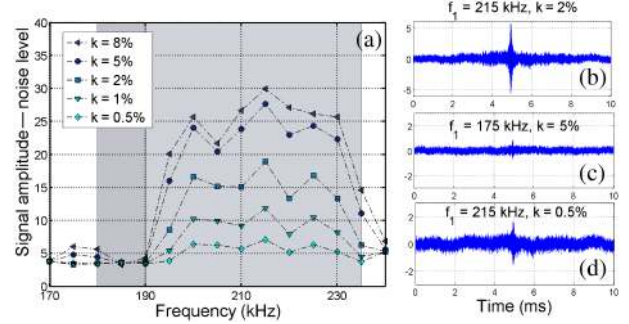 (a)
k = 8%
k = 5%
k = 2%
k = 1%
k = 0.5%
Signal amplitude— noise level
40
35
30
25
20
15
10
5
0
170 190 210 230
Frequency (kHz)
f1 = 215 kHz, k = 2%
5
0
-5
(b)
0 2 4 6 8 10
f1 = 175 kHz, k = 5%
2
0
-2
(c)
0 2 4 6 8 10
f1 = 215 kHz, k = 0.5%
2
0
-2
(d)
0 2 4 6 8 10
Time (ms)